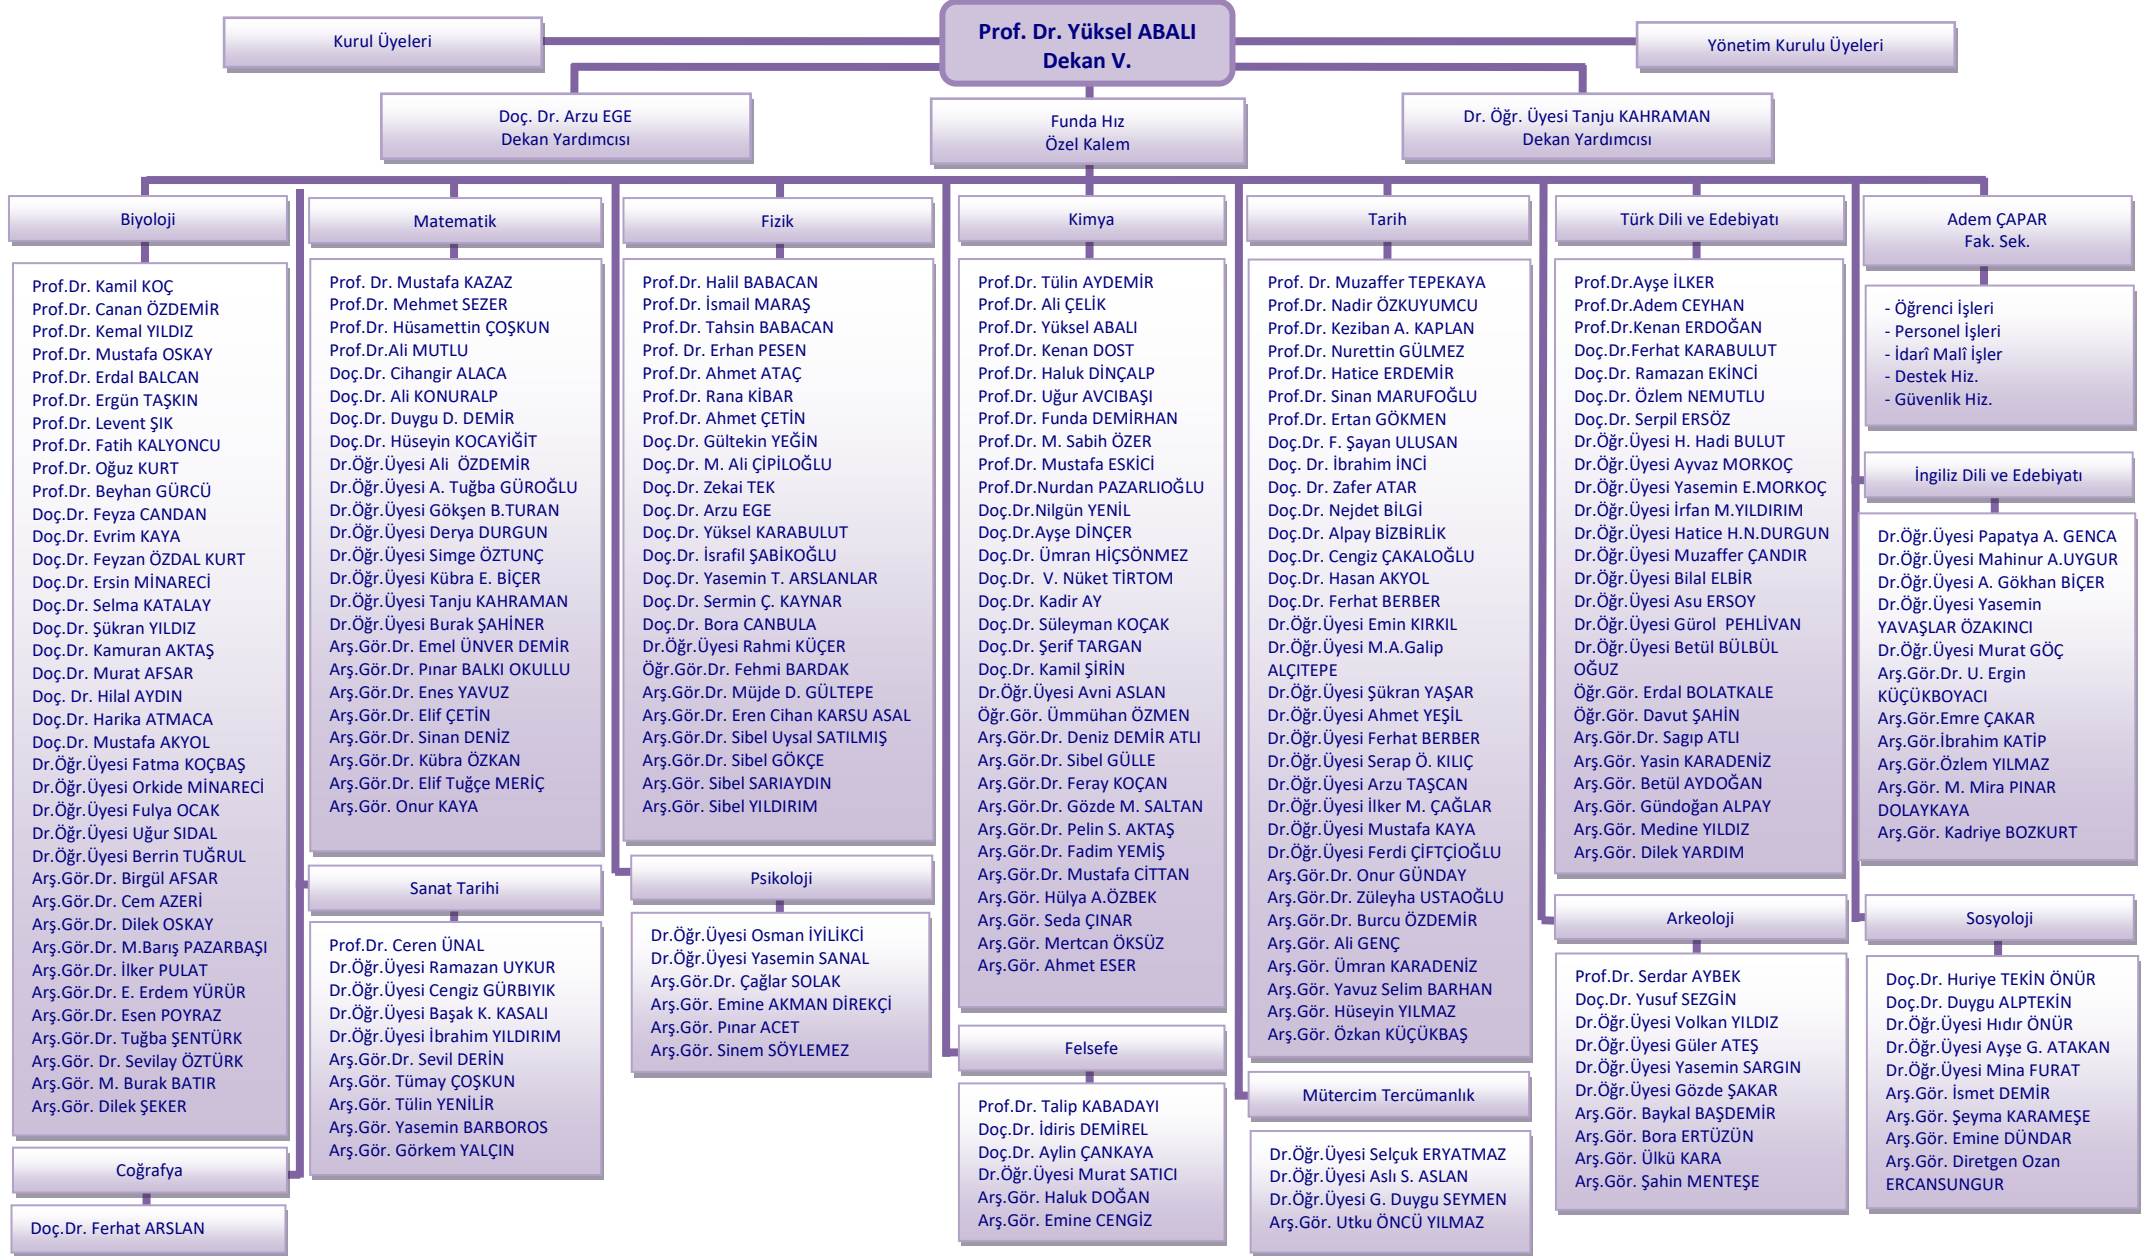 Prof. Dr. Yüksel ABALI
Dekan V.
Kurul Üyeleri
Yönetim Kurulu Üyeleri
Doç. Dr. Arzu EGE
Dekan Yardımcısı
Funda Hız
Özel Kalem
Dr. Öğr. Üyesi Tanju KAHRAMAN
Dekan Yardımcısı
Biyoloji
Prof.Dr. Kamil KOÇ
Prof.Dr. Canan ÖZDEMİR
Prof.Dr. Kemal YILDIZ
Prof.Dr. Mustafa OSKAY
Prof.Dr. Erdal BALCAN
Prof.Dr. Ergün TAŞKIN
Prof.Dr. Levent ŞIK
Prof.Dr. Fatih KALYONCU
Prof.Dr. Oğuz KURT
Prof.Dr. Beyhan GÜRCÜ
Doç.Dr. Feyza CANDAN
Doç.Dr. Evrim KAYA
Doç.Dr. Feyzan ÖZDAL KURT
Doç.Dr. Ersin MİNARECİ
Doç.Dr. Selma KATALAY
Doç.Dr. Şükran YILDIZ
Doç.Dr. Kamuran AKTAŞ
Doç.Dr. Murat AFSAR
Doç. Dr. Hilal AYDIN
Doç.Dr. Harika ATMACA
Doç.Dr. Mustafa AKYOL
Dr.Öğr.Üyesi Fatma KOÇBAŞ
Dr.Öğr.Üyesi Orkide MİNARECİ
Dr.Öğr.Üyesi Fulya OCAK
Dr.Öğr.Üyesi Uğur SIDAL
Dr.Öğr.Üyesi Berrin TUĞRUL
Arş.Gör.Dr. Birgül AFSAR
Arş.Gör.Dr. Cem AZERİ
Arş.Gör.Dr. Dilek OSKAY
Arş.Gör.Dr. M.Barış PAZARBAŞI
Arş.Gör.Dr. İlker PULAT
Arş.Gör.Dr. E. Erdem YÜRÜR
Arş.Gör.Dr. Esen POYRAZ
Arş.Gör.Dr. Tuğba ŞENTÜRK
Arş.Gör. Dr. Sevilay ÖZTÜRK
Arş.Gör. M. Burak BATIR
Arş.Gör. Dilek ŞEKER
Coğrafya
Doç.Dr. Ferhat ARSLAN
Matematik
Prof. Dr. Mustafa KAZAZ
Prof.Dr. Mehmet SEZER
Prof.Dr. Hüsamettin ÇOŞKUN
Prof.Dr.Ali MUTLU
Doç.Dr. Cihangir ALACA
Doç.Dr. Ali KONURALP
Doç.Dr. Duygu D. DEMİR
Doç.Dr. Hüseyin KOCAYİĞİT
Dr.Öğr.Üyesi Ali  ÖZDEMİR
Dr.Öğr.Üyesi A. Tuğba GÜROĞLU
Dr.Öğr.Üyesi Gökşen B.TURAN
Dr.Öğr.Üyesi Derya DURGUN
Dr.Öğr.Üyesi Simge ÖZTUNÇ
Dr.Öğr.Üyesi Kübra E. BİÇER
Dr.Öğr.Üyesi Tanju KAHRAMAN
Dr.Öğr.Üyesi Burak ŞAHİNER
Arş.Gör.Dr. Emel ÜNVER DEMİR
Arş.Gör.Dr. Pınar BALKI OKULLU
Arş.Gör.Dr. Enes YAVUZ
Arş.Gör.Dr. Elif ÇETİN
Arş.Gör.Dr. Sinan DENİZ
Arş.Gör.Dr. Kübra ÖZKAN
Arş.Gör.Dr. Elif Tuğçe MERİÇ
Arş.Gör. Onur KAYA
Sanat Tarihi
Prof.Dr. Ceren ÜNAL
Dr.Öğr.Üyesi Ramazan UYKUR
Dr.Öğr.Üyesi Cengiz GÜRBIYIK
Dr.Öğr.Üyesi Başak K. KASALI
Dr.Öğr.Üyesi İbrahim YILDIRIM
Arş.Gör.Dr. Sevil DERİN
Arş.Gör. Tümay ÇOŞKUN
Arş.Gör. Tülin YENİLİR
Arş.Gör. Yasemin BARBOROS
Arş.Gör. Görkem YALÇIN
Fizik
Prof.Dr. Halil BABACAN
Prof.Dr. İsmail MARAŞ
Prof.Dr. Tahsin BABACAN
Prof. Dr. Erhan PESEN
Prof.Dr. Ahmet ATAÇ
Prof.Dr. Rana KİBAR
Prof.Dr. Ahmet ÇETİN
Doç.Dr. Gültekin YEĞİN
Doç.Dr. M. Ali ÇİPİLOĞLU
Doç.Dr. Zekai TEK
Doç.Dr. Arzu EGE
Doç.Dr. Yüksel KARABULUT
Doç.Dr. İsrafil ŞABİKOĞLU
Doç.Dr. Yasemin T. ARSLANLAR
Doç.Dr. Sermin Ç. KAYNAR
Doç.Dr. Bora CANBULA
Dr.Öğr.Üyesi Rahmi KÜÇER
Öğr.Gör.Dr. Fehmi BARDAK
Arş.Gör.Dr. Müjde D. GÜLTEPE
Arş.Gör.Dr. Eren Cihan KARSU ASAL
Arş.Gör.Dr. Sibel Uysal SATILMIŞ
Arş.Gör.Dr. Sibel GÖKÇE
Arş.Gör. Sibel SARIAYDIN
Arş.Gör. Sibel YILDIRIM
Psikoloji
Dr.Öğr.Üyesi Osman İYİLİKCİ
Dr.Öğr.Üyesi Yasemin SANAL
Arş.Gör.Dr. Çağlar SOLAK
Arş.Gör. Emine AKMAN DİREKÇİ
Arş.Gör. Pınar ACET
Arş.Gör. Sinem SÖYLEMEZ
Kimya
Prof.Dr. Tülin AYDEMİR
Prof.Dr. Ali ÇELİK
Prof.Dr. Yüksel ABALI
Prof.Dr. Kenan DOST
Prof.Dr. Haluk DİNÇALP
Prof.Dr. Uğur AVCIBAŞI
Prof.Dr. Funda DEMİRHAN
Prof.Dr. M. Sabih ÖZER
Prof.Dr. Mustafa ESKİCİ
Prof.Dr.Nurdan PAZARLIOĞLU
Doç.Dr.Nilgün YENİL
Doç.Dr.Ayşe DİNÇER
Doç.Dr. Ümran HİÇSÖNMEZ
Doç.Dr.  V. Nüket TİRTOM
Doç.Dr. Kadir AY
Doç.Dr. Süleyman KOÇAK
Doç.Dr. Şerif TARGAN
Doç.Dr. Kamil ŞİRİN
Dr.Öğr.Üyesi Avni ASLAN
Öğr.Gör. Ümmühan ÖZMEN
Arş.Gör.Dr. Deniz DEMİR ATLI
Arş.Gör.Dr. Sibel GÜLLE
Arş.Gör.Dr. Feray KOÇAN
Arş.Gör.Dr. Gözde M. SALTAN
Arş.Gör.Dr. Pelin S. AKTAŞ
Arş.Gör.Dr. Fadim YEMİŞ
Arş.Gör.Dr. Mustafa CİTTAN
Arş.Gör. Hülya A.ÖZBEK
Arş.Gör. Seda ÇINAR
Arş.Gör. Mertcan ÖKSÜZ
Arş.Gör. Ahmet ESER
Felsefe
Prof.Dr. Talip KABADAYI
Doç.Dr. İdiris DEMİREL
Doç.Dr. Aylin ÇANKAYA
Dr.Öğr.Üyesi Murat SATICI
Arş.Gör. Haluk DOĞAN
Arş.Gör. Emine CENGİZ
Tarih
Prof. Dr. Muzaffer TEPEKAYA
Prof.Dr. Nadir ÖZKUYUMCU
Prof.Dr. Keziban A. KAPLAN
Prof.Dr. Nurettin GÜLMEZ
Prof.Dr. Hatice ERDEMİR
Prof.Dr. Sinan MARUFOĞLU
Prof.Dr. Ertan GÖKMEN
Doç.Dr. F. Şayan ULUSAN
Doç. Dr. İbrahim İNCİ
Doç. Dr. Zafer ATAR
Doç.Dr. Nejdet BİLGİ
Doç.Dr. Alpay BİZBİRLİK
Doç.Dr. Cengiz ÇAKALOĞLU
Doç.Dr. Hasan AKYOL
Doç.Dr. Ferhat BERBER
Dr.Öğr.Üyesi Emin KIRKIL
Dr.Öğr.Üyesi M.A.Galip
ALÇITEPE
Dr.Öğr.Üyesi Şükran YAŞAR
Dr.Öğr.Üyesi Ahmet YEŞİL
Dr.Öğr.Üyesi Ferhat BERBER
Dr.Öğr.Üyesi Serap Ö. KILIÇ
Dr.Öğr.Üyesi Arzu TAŞCAN
Dr.Öğr.Üyesi İlker M. ÇAĞLAR
Dr.Öğr.Üyesi Mustafa KAYA
Dr.Öğr.Üyesi Ferdi ÇİFTÇİOĞLU
Arş.Gör.Dr. Onur GÜNDAY
Arş.Gör.Dr. Züleyha USTAOĞLU
Arş.Gör.Dr. Burcu ÖZDEMİR
Arş.Gör. Ali GENÇ
Arş.Gör. Ümran KARADENİZ
Arş.Gör. Yavuz Selim BARHAN
Arş.Gör. Hüseyin YILMAZ
Arş.Gör. Özkan KÜÇÜKBAŞ
Mütercim Tercümanlık
Dr.Öğr.Üyesi Selçuk ERYATMAZ
Dr.Öğr.Üyesi Aslı S. ASLAN
Dr.Öğr.Üyesi G. Duygu SEYMEN
Arş.Gör. Utku ÖNCÜ YILMAZ
Türk Dili ve Edebiyatı
Prof.Dr.Ayşe İLKER
Prof.Dr.Adem CEYHAN
Prof.Dr.Kenan ERDOĞAN
Doç.Dr.Ferhat KARABULUT
Doç.Dr. Ramazan EKİNCİ
Doç.Dr. Özlem NEMUTLU
Doç.Dr. Serpil ERSÖZ
Dr.Öğr.Üyesi H. Hadi BULUT
Dr.Öğr.Üyesi Ayvaz MORKOÇ
Dr.Öğr.Üyesi Yasemin E.MORKOÇ
Dr.Öğr.Üyesi İrfan M.YILDIRIM
Dr.Öğr.Üyesi Hatice H.N.DURGUN
Dr.Öğr.Üyesi Muzaffer ÇANDIR
Dr.Öğr.Üyesi Bilal ELBİR
Dr.Öğr.Üyesi Asu ERSOY
Dr.Öğr.Üyesi Gürol  PEHLİVAN
Dr.Öğr.Üyesi Betül BÜLBÜL
OĞUZ
Öğr.Gör. Erdal BOLATKALE
Öğr.Gör. Davut ŞAHİN
Arş.Gör.Dr. Sagıp ATLI
Arş.Gör. Yasin KARADENİZ
Arş.Gör. Betül AYDOĞAN
Arş.Gör. Gündoğan ALPAY
Arş.Gör. Medine YILDIZ
Arş.Gör. Dilek YARDIM
Arkeoloji
Prof.Dr. Serdar AYBEK
Doç.Dr. Yusuf SEZGİN
Dr.Öğr.Üyesi Volkan YILDIZ
Dr.Öğr.Üyesi Güler ATEŞ
Dr.Öğr.Üyesi Yasemin SARGIN
Dr.Öğr.Üyesi Gözde ŞAKAR
Arş.Gör. Baykal BAŞDEMİR
Arş.Gör. Bora ERTÜZÜN
Arş.Gör. Ülkü KARA
Arş.Gör. Şahin MENTEŞE
Adem ÇAPAR
Fak. Sek.
- Öğrenci İşleri
- Personel İşleri
- İdarî Malî İşler
- Destek Hiz.
- Güvenlik Hiz.
İngiliz Dili ve Edebiyatı
Dr.Öğr.Üyesi Papatya A. GENCA
Dr.Öğr.Üyesi Mahinur A.UYGUR
Dr.Öğr.Üyesi A. Gökhan BİÇER
Dr.Öğr.Üyesi Yasemin
YAVAŞLAR ÖZAKINCI
Dr.Öğr.Üyesi Murat GÖÇ
Arş.Gör.Dr. U. Ergin
KÜÇÜKBOYACI
Arş.Gör.Emre ÇAKAR
Arş.Gör.İbrahim KATİP
Arş.Gör.Özlem YILMAZ
Arş.Gör. M. Mira PINAR
DOLAYKAYA
Arş.Gör. Kadriye BOZKURT
Sosyoloji
Doç.Dr. Huriye TEKİN ÖNÜR
Doç.Dr. Duygu ALPTEKİN
Dr.Öğr.Üyesi Hıdır ÖNÜR
Dr.Öğr.Üyesi Ayşe G. ATAKAN
Dr.Öğr.Üyesi Mina FURAT
Arş.Gör. İsmet DEMİR
Arş.Gör. Şeyma KARAMEŞE
Arş.Gör. Emine DÜNDAR
Arş.Gör. Diretgen Ozan
ERCANSUNGUR